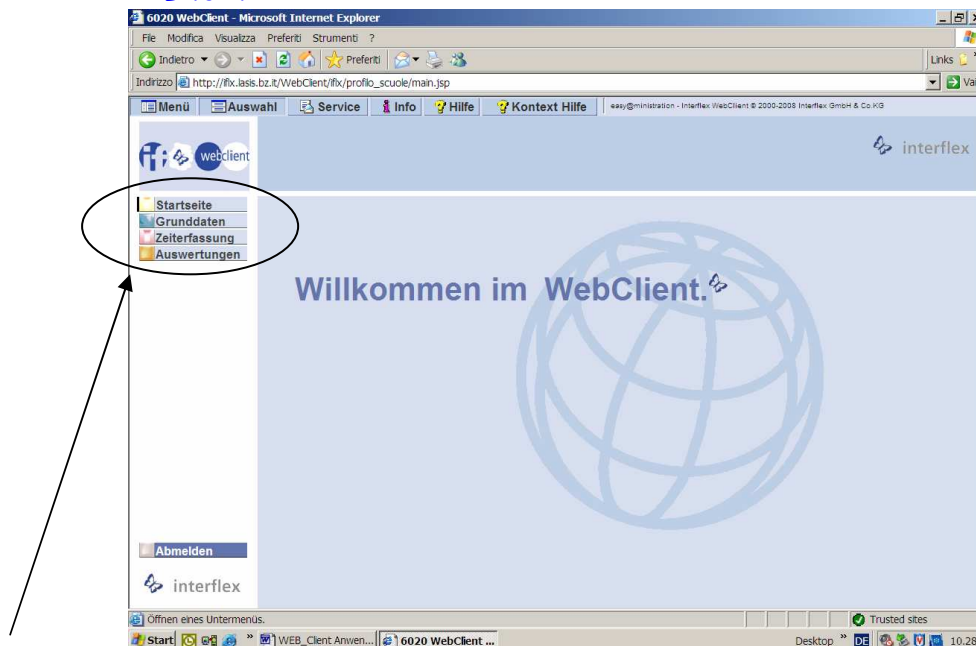 6020 WebClient - Microsoft Internet Explorer
File Modifica Visualizza Preferiti Strumenti ?
Indietro Preferiti Links »
Indirizzo http://ifix.lasis.bz.it/WebClient/iflx/profilo_scuole/main.jsp Vai
Menü Auswahl Service Info Hilfe Kontext Hilfe easy@ministration - Interflex WebClient © 2000-2008 Interflex GmbH & Co.KG
if: webclient interflex
Startseite
Grunddaten
Zeiterfassung
Auswertungen
Willkommen im WebClient.
Abmelden
interflex
Öffnen eines Untermenüs. Trusted sites
Start » WEB_Client Anwen... 6020 WebClient ... Desktop » DE 10.28